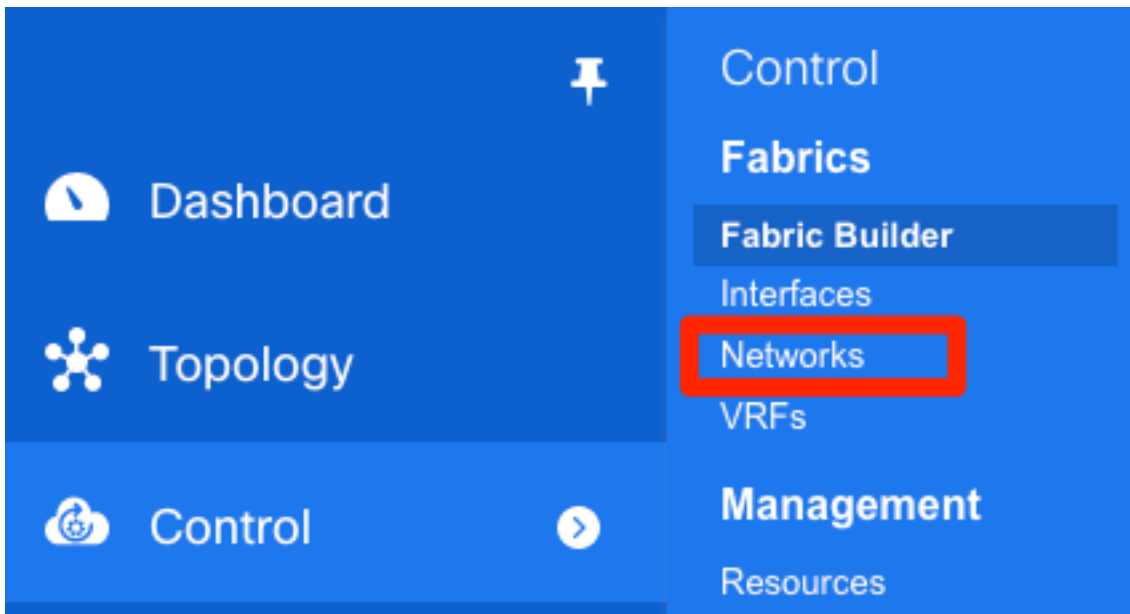 Dashboard
Topology
Control
Control
Fabrics
Fabric Builder
Interfaces
Networks
VRFs
Management
Resources